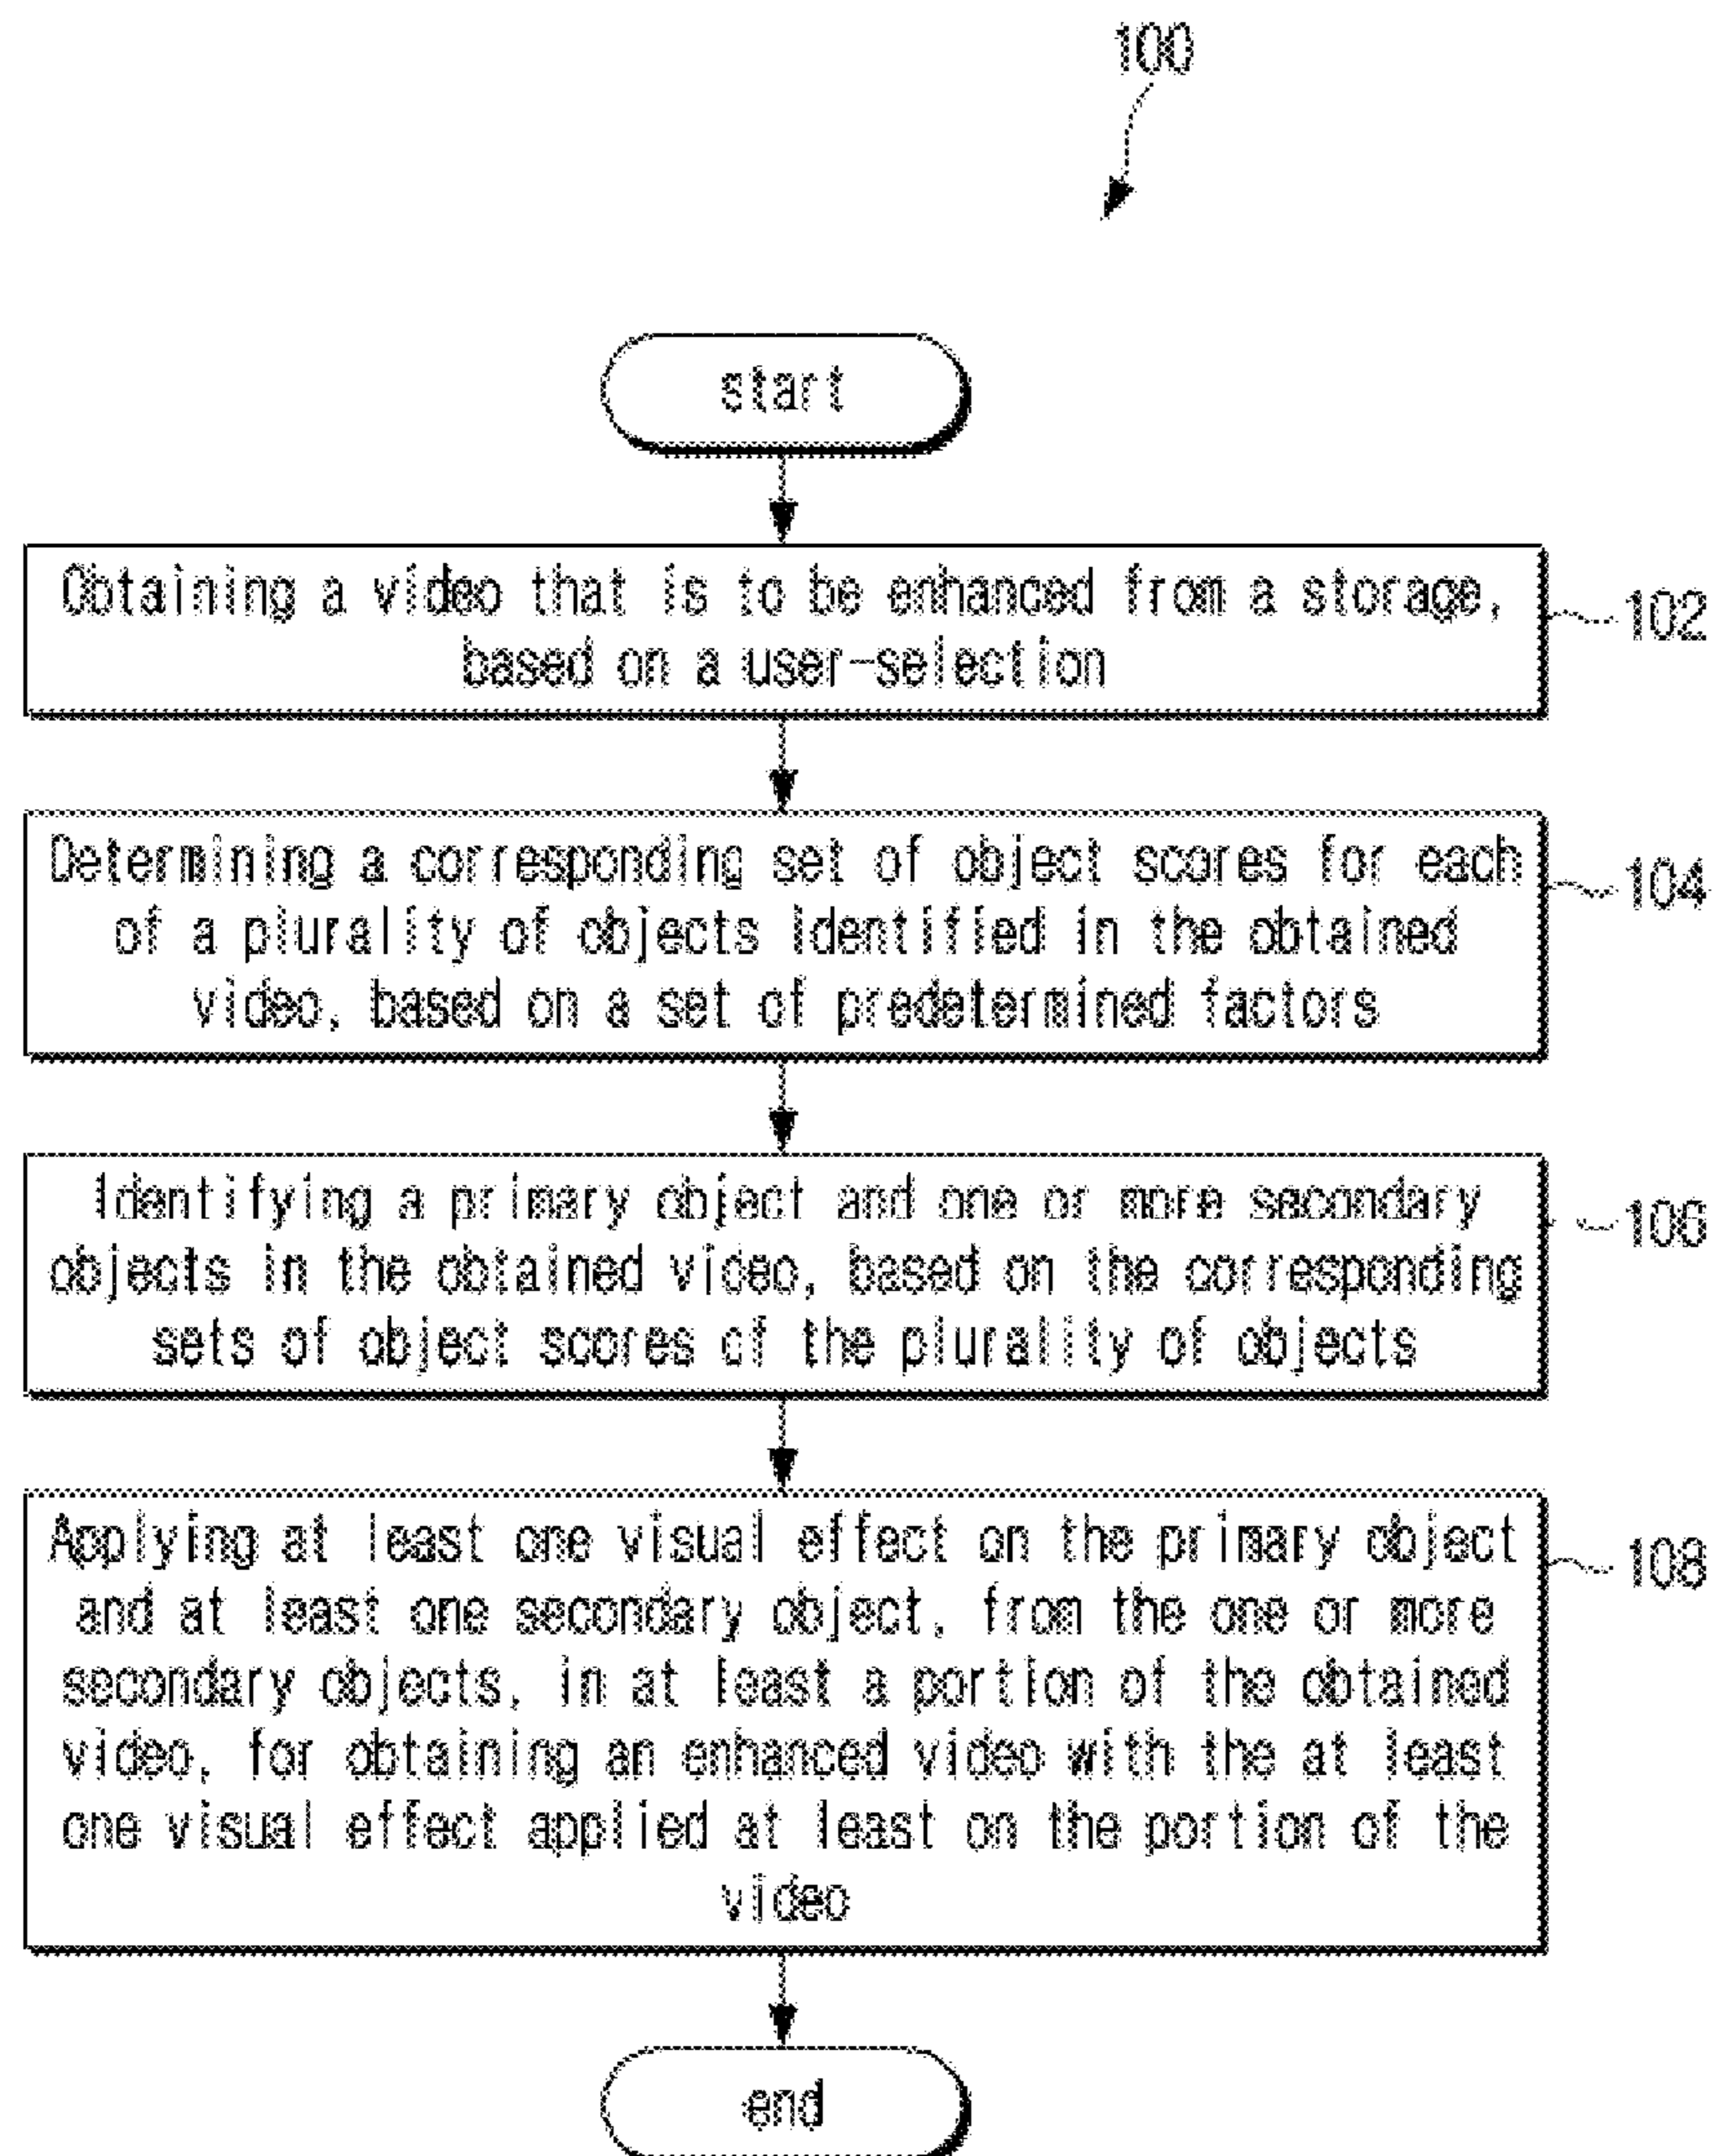 100
start
Obtaining a video that is to be enhanced from a storage,
based on a user-selection
102
Determining a corresponding set of object scores for each
of a plurality of objects identified in the obtained
video, based on a set of predetermined factors
104
Identifying a primary object and one or more secondary
objects in the obtained video, based on the corresponding
sets of object scores of the plurality of objects
106
Applying at least one visual effect on the primary object
and at least one secondary object, from the one or more
secondary objects, in at least a portion of the obtained
video, for obtaining an enhanced video with the at least
one visual effect applied at least on the portion of the
video
108
end